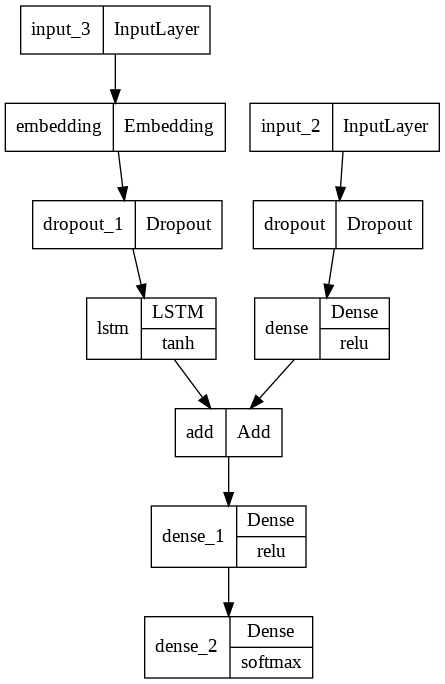 input_3 InputLayer
embedding Embedding
input_2 InputLayer
dropout_1 Dropout
dropout Dropout
lstm LSTM
tanh
dense Dense
relu
add Add
dense_1 Dense
relu
dense_2 Dense
softmax